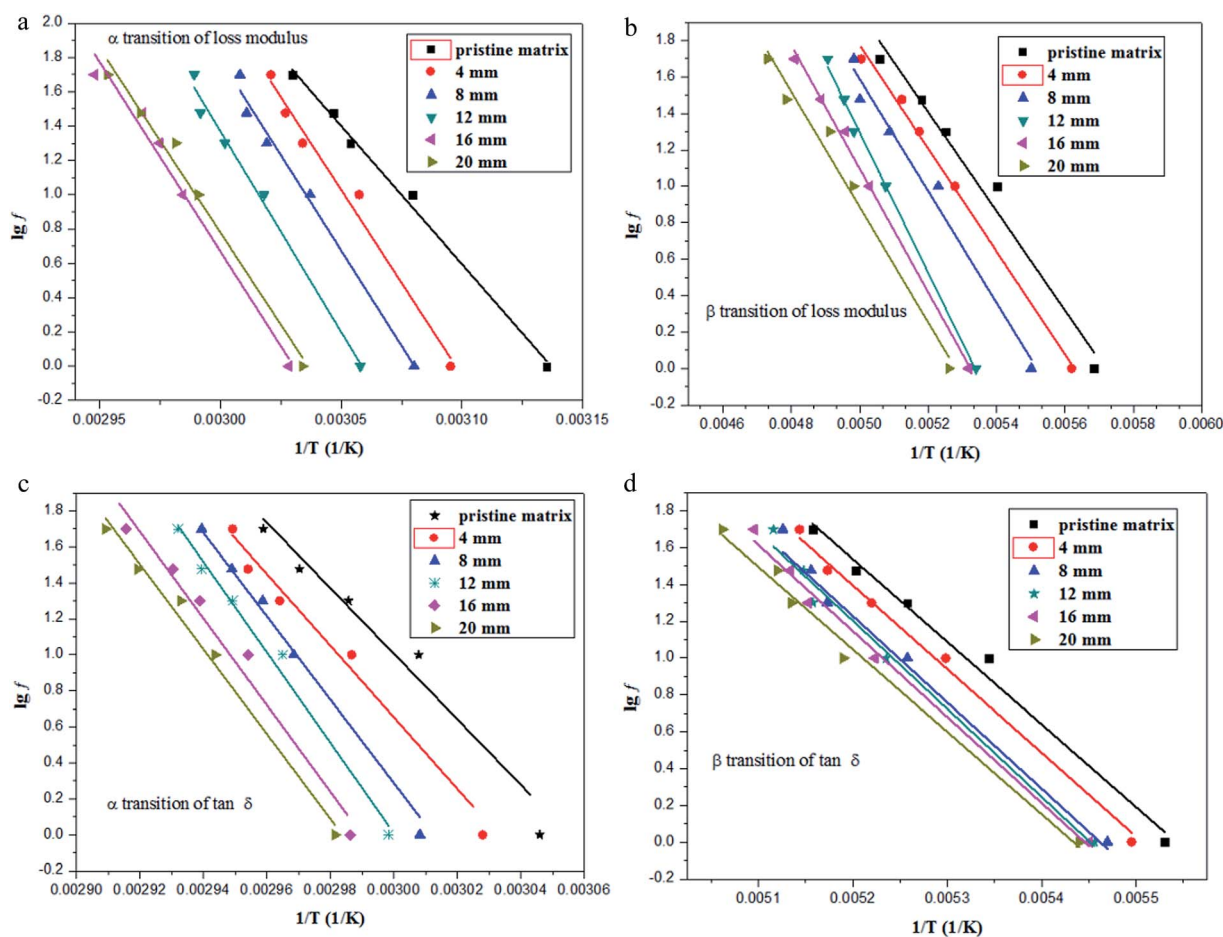 a
α transition of loss modulus
pristine matrix
4 mm
8 mm
12 mm
16 mm
20 mm
2.0
1.8
1.6
1.4
1.2
1.0
0.8
0.6
0.4
0.2
0.0
-0.2
lg f
0.00295 0.00300 0.00305 0.00310 0.00315
1/T (1/K)
b
β transition of loss modulus
pristine matrix
4 mm
8 mm
12 mm
16 mm
20 mm
1.8
1.6
1.4
1.2
1.0
0.8
0.6
0.4
0.2
0.0
-0.2
lg f
0.0046 0.0048 0.0050 0.0052 0.0054 0.0056 0.0058 0.0060
1/T (1/K)
c
α transition of tan δ
pristine matrix
4 mm
8 mm
12 mm
16 mm
20 mm
1.8
1.6
1.4
1.2
1.0
0.8
0.6
0.4
0.2
0.0
-0.2
lg f
0.00290 0.00292 0.00294 0.00296 0.00298 0.00300 0.00302 0.00304 0.00306
1/T (1/K)
d
β transition of tan δ
pristine matrix
4 mm
8 mm
12 mm
16 mm
20 mm
1.8
1.6
1.4
1.2
1.0
0.8
0.6
0.4
0.2
0.0
-0.2
lg f
0.0051 0.0052 0.0053 0.0054 0.0055
1/T (1/K)